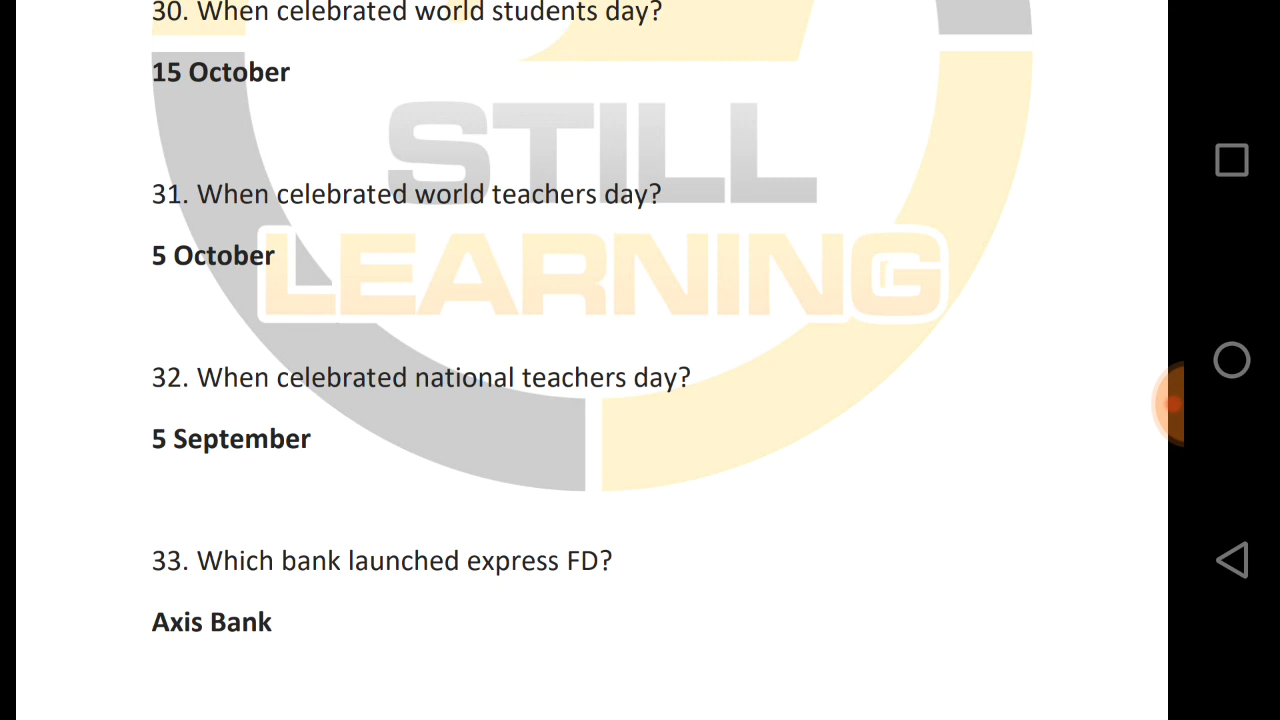 30. When celebrated world students day?
15 October
STILL
31. When celebrated world teachers day?
5 October
LEARNING
32. When celebrated national teachers day?
5 September
33. Which bank launched express FD?
Axis Bank